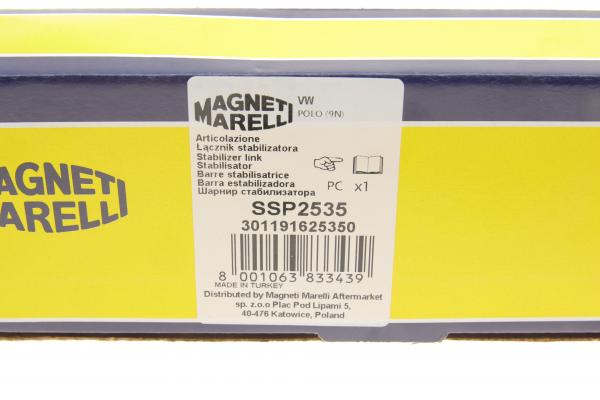 MAGNETI
MARELLI
VW
POLO (9N)
Articolazione
Łącznik stabilizatora
Stabilizer link
Stabilisator
Barre stabilisatrice
Barra estabilizadora
Шарнир стабилизатора
PC x1
SSP2535
301191625350
8 001063 833439
MADE IN TURKEY
Distributed by Magneti Marelli Aftermarket
sp. z.o.o Plac Pod Lipami 5,
40-476 Katowice, Poland
AGNETI
MARELLI